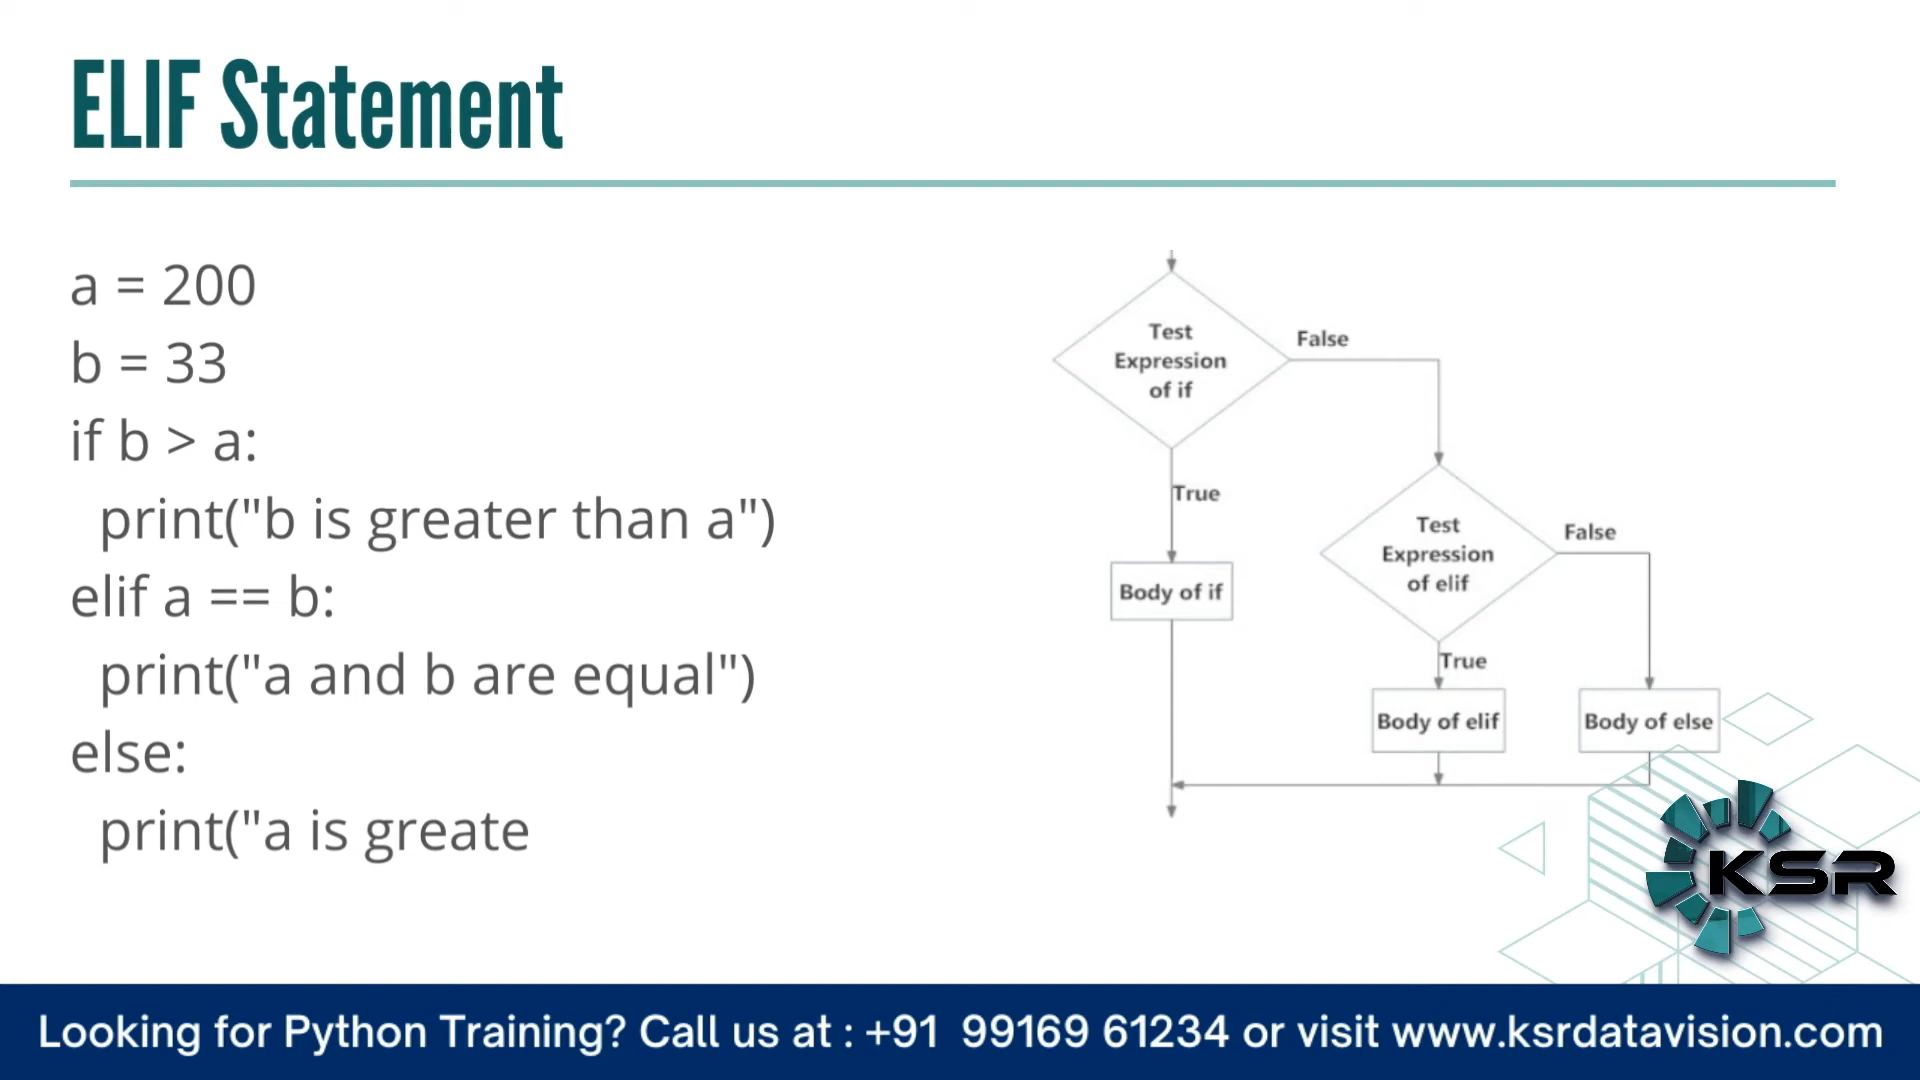 ELIF Statement
a = 200
b = 33
if b > a:
print("b is greater than a")
elif a == b:
print("a and b are equal")
else:
print("a is greate
Test
Expression
of if
False
True
Body of if
Test
Expression
of elif
False
True
Body of elif
Body of else
KSR
Looking for Python Training? Call us at : +91 99169 61234 or visit www.ksrdatavision.com